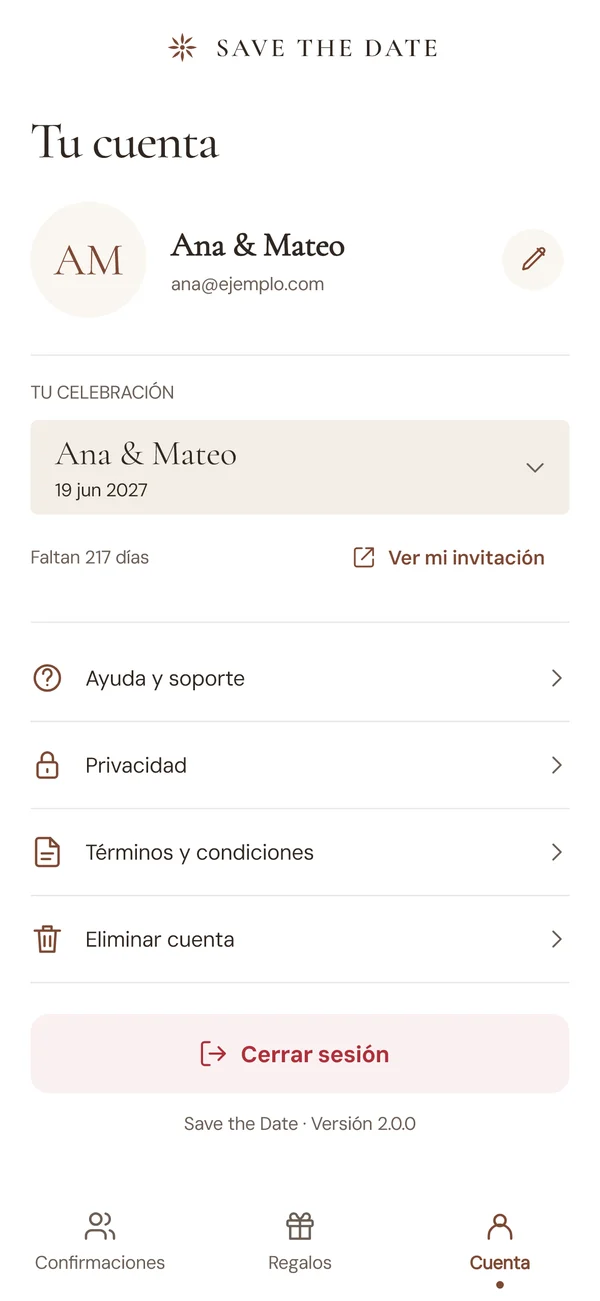 SAVE THE DATE
Tu cuenta
AM
Ana & Mateo
ana@ejemplo.com
TU CELEBRACIÓN
Ana & Mateo
19 jun 2027
Faltan 217 días
Ver mi invitación
Ayuda y soporte
Privacidad
Términos y condiciones
Eliminar cuenta
Cerrar sesión
Save the Date · Versión 2.0.0
Confirmaciones
Regalos
Cuenta